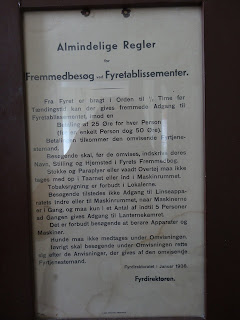 Almindelige Regler
for
Fremmedbesøg ved Fyretablissementer.
Fra Fyret er bragt i Orden til ½ Time før
Tændingstid kan der gives fremmede Adgang til
Fyretablissementet, imod en
Betaling af 25 Øre for hver Person
(for en enkelt Person dog 50 Øre).
Betalingen tilkommer den omvisende Fyrtjene-
stemand.
Besøgende skal, før de omvises, indskrive deres
Navn, Stilling og Hjemsted i Fyrets Fremmedbog.
Stokke og Paraplyer eller vaadt Overtøj maa ikke
tages med op i Taarnet eller ind i Maskinrummet.
Tobaksrygning er forbudt i Lokalerne.
Besøgende tilstedes ikke Adgang til Linseappa-
ratets Indre eller til Maskinrummet, naar Maskinerne
er i Gang, og maa kun i et Antal af indtil 5 Personer
ad Gangen gives Adgang til Lanternekamret.
Det er forbudt besøgende at berøre Apparater og
Maskiner.
Hunde maa ikke medtages under Omvisningen.
Iøvrigt skal besøgende under Omvisningen rette
sig efter de Anvisninger, der gives af den omvisende
Fyrtjenestemand.
Fyrdirektoratet i Januar 1936.
Fyrdirektøren.